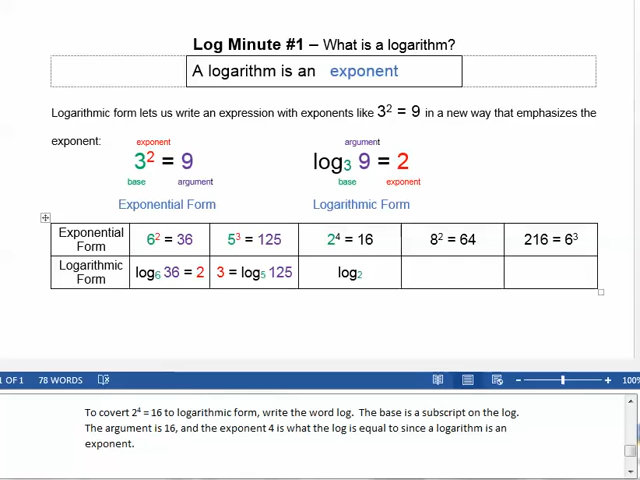 Log Minute #1 – What is a logarithm?
A logarithm is an exponent
Logarithmic form lets us write an expression with exponents like 3² = 9 in a new way that emphasizes the
exponent:
exponent
3² = 9
base argument
Exponential Form
argument
log₃ 9 = 2
base exponent
Logarithmic Form
Exponential Form 6² = 36 5³ = 125 2⁴ = 16 8² = 64 216 = 6³
Logarithmic Form log₆ 36 = 2 3 = log₅ 125 log₂
1 OF 1 78 WORDS 100%
To covert 2⁴ = 16 to logarithmic form, write the word log. The base is a subscript on the log.
The argument is 16, and the exponent 4 is what the log is equal to since a logarithm is an
exponent.